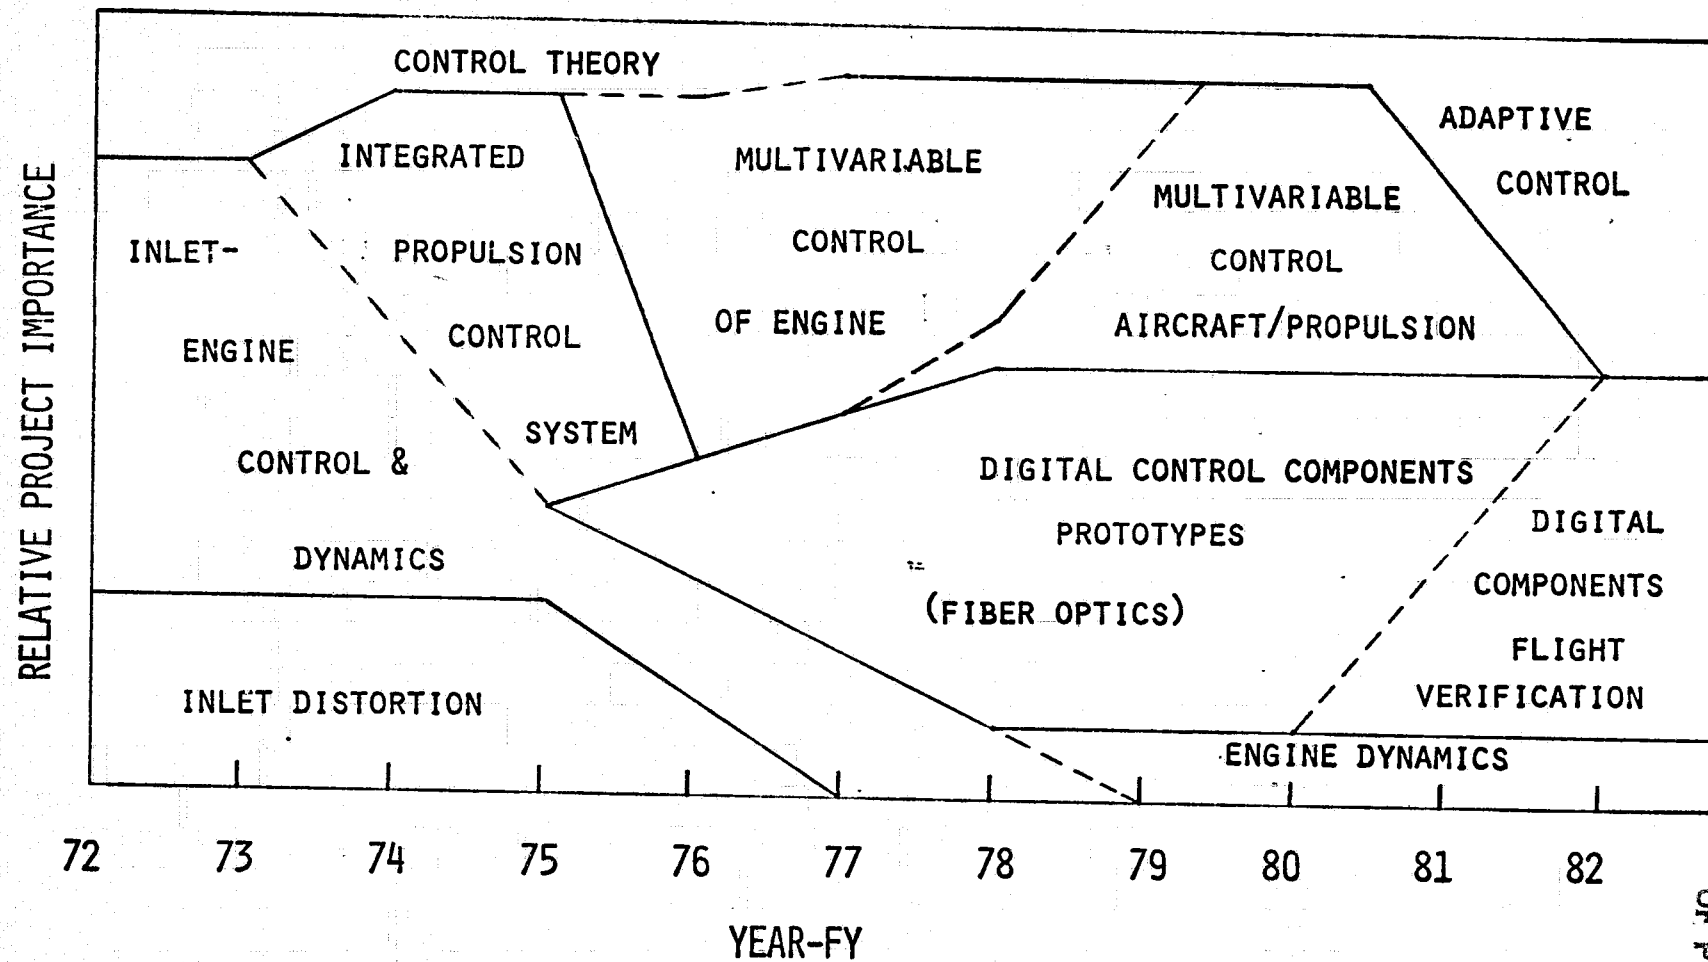 CONTROL THEORY
INTEGRATED
PROPULSION
CONTROL
SYSTEM
MULTIVARIABLE
CONTROL
OF ENGINE
MULTIVARIABLE
CONTROL
AIRCRAFT/PROPULSION
ADAPTIVE
CONTROL
INLET-
ENGINE
CONTROL &
DYNAMICS
INLET DISTORTION
DIGITAL CONTROL COMPONENTS
PROTOTYPES
(FIBER OPTICS)
DIGITAL
COMPONENTS
FLIGHT
VERIFICATION
ENGINE DYNAMICS
RELATIVE PROJECT IMPORTANCE
72 73 74 75 76 77 78 79 80 81 82
YEAR-FY